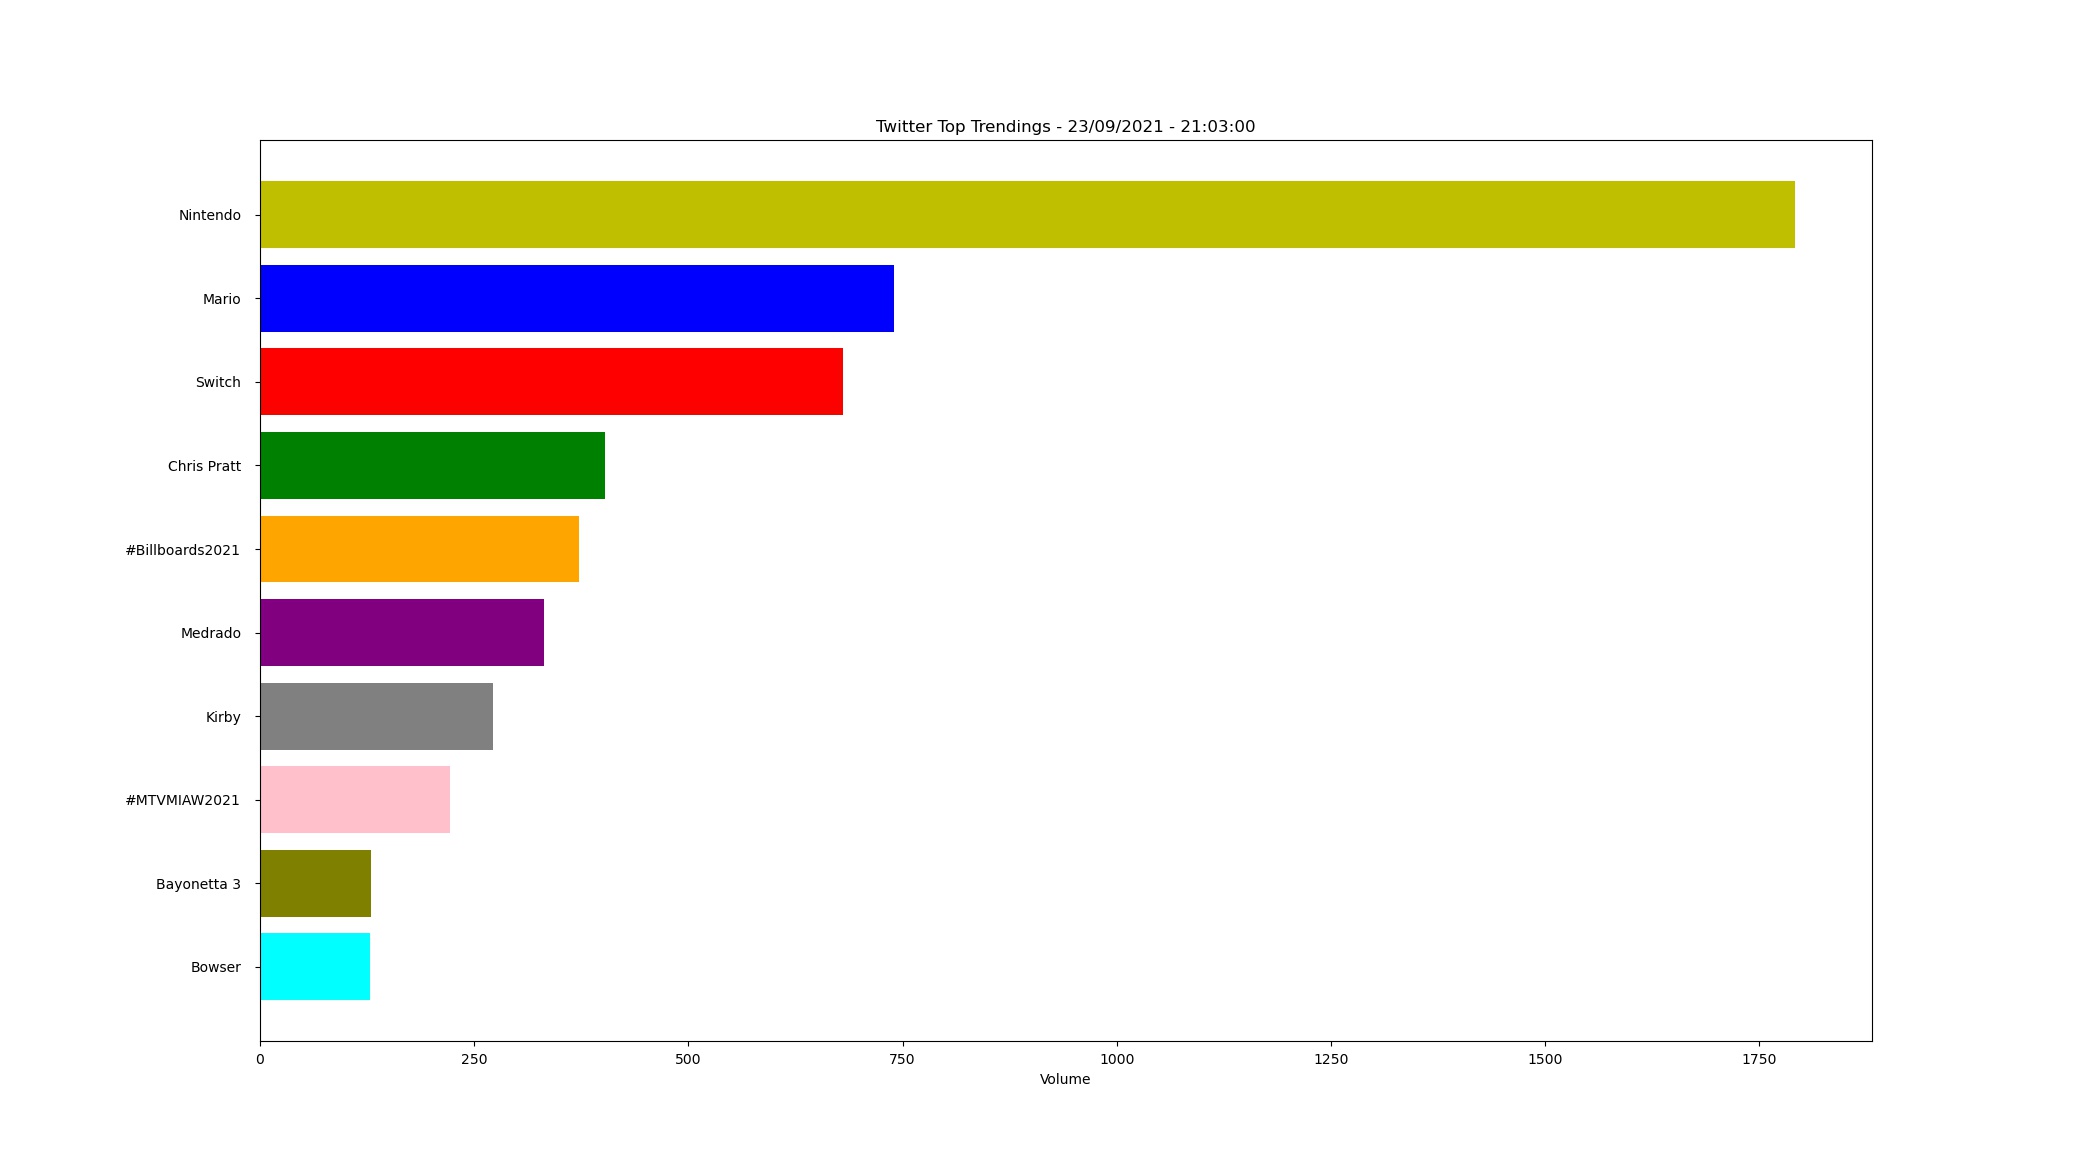 Twitter Top Trendings - 23/09/2021 - 21:03:00
Nintendo
Mario
Switch
Chris Pratt
#Billboards2021
Medrado
Kirby
#MTVMIAW2021
Bayonetta 3
Bowser
0 250 500 750 1000 1250 1500 1750
Volume